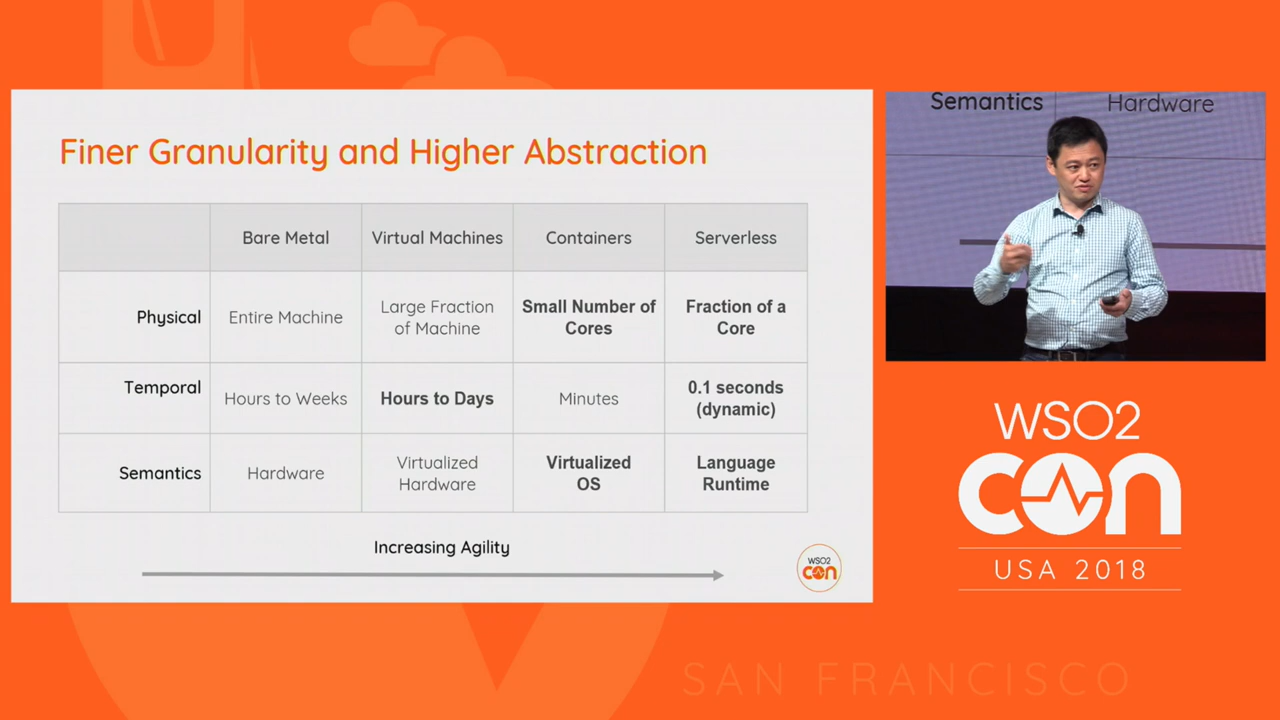 Finer Granularity and Higher Abstraction
Bare Metal Virtual Machines Containers Serverless
Physical Entire Machine Large Fraction of Machine Small Number of Cores Fraction of a Core
Temporal Hours to Weeks Hours to Days Minutes 0.1 seconds (dynamic)
Semantics Hardware Virtualized Hardware Virtualized OS Language Runtime
Increasing Agility
WSO2
con
Semantics Hardware
WSO2
con
USA 2018
SAN FRANCISCO